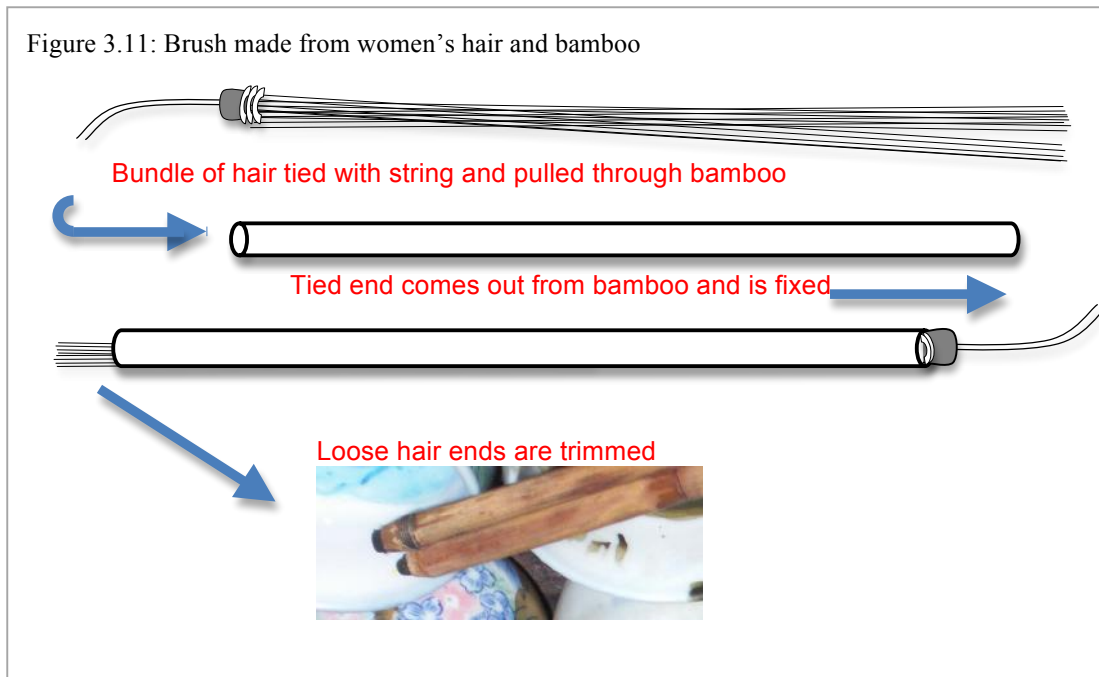 Figure 3.11: Brush made from women’s hair and bamboo
Bundle of hair tied with string and pulled through bamboo
Tied end comes out from bamboo and is fixed
Loose hair ends are trimmed